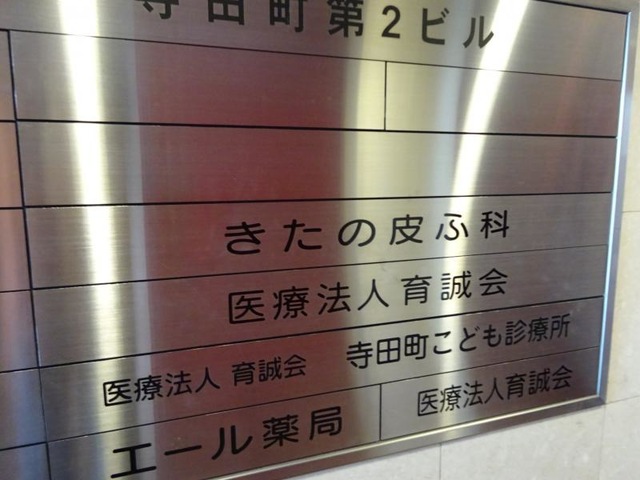 寺田町第2ビル
きたの皮ふ科
医療法人育誠会
医療法人 育誠会 寺田町こども診療所
エール薬局 医療法人育誠会